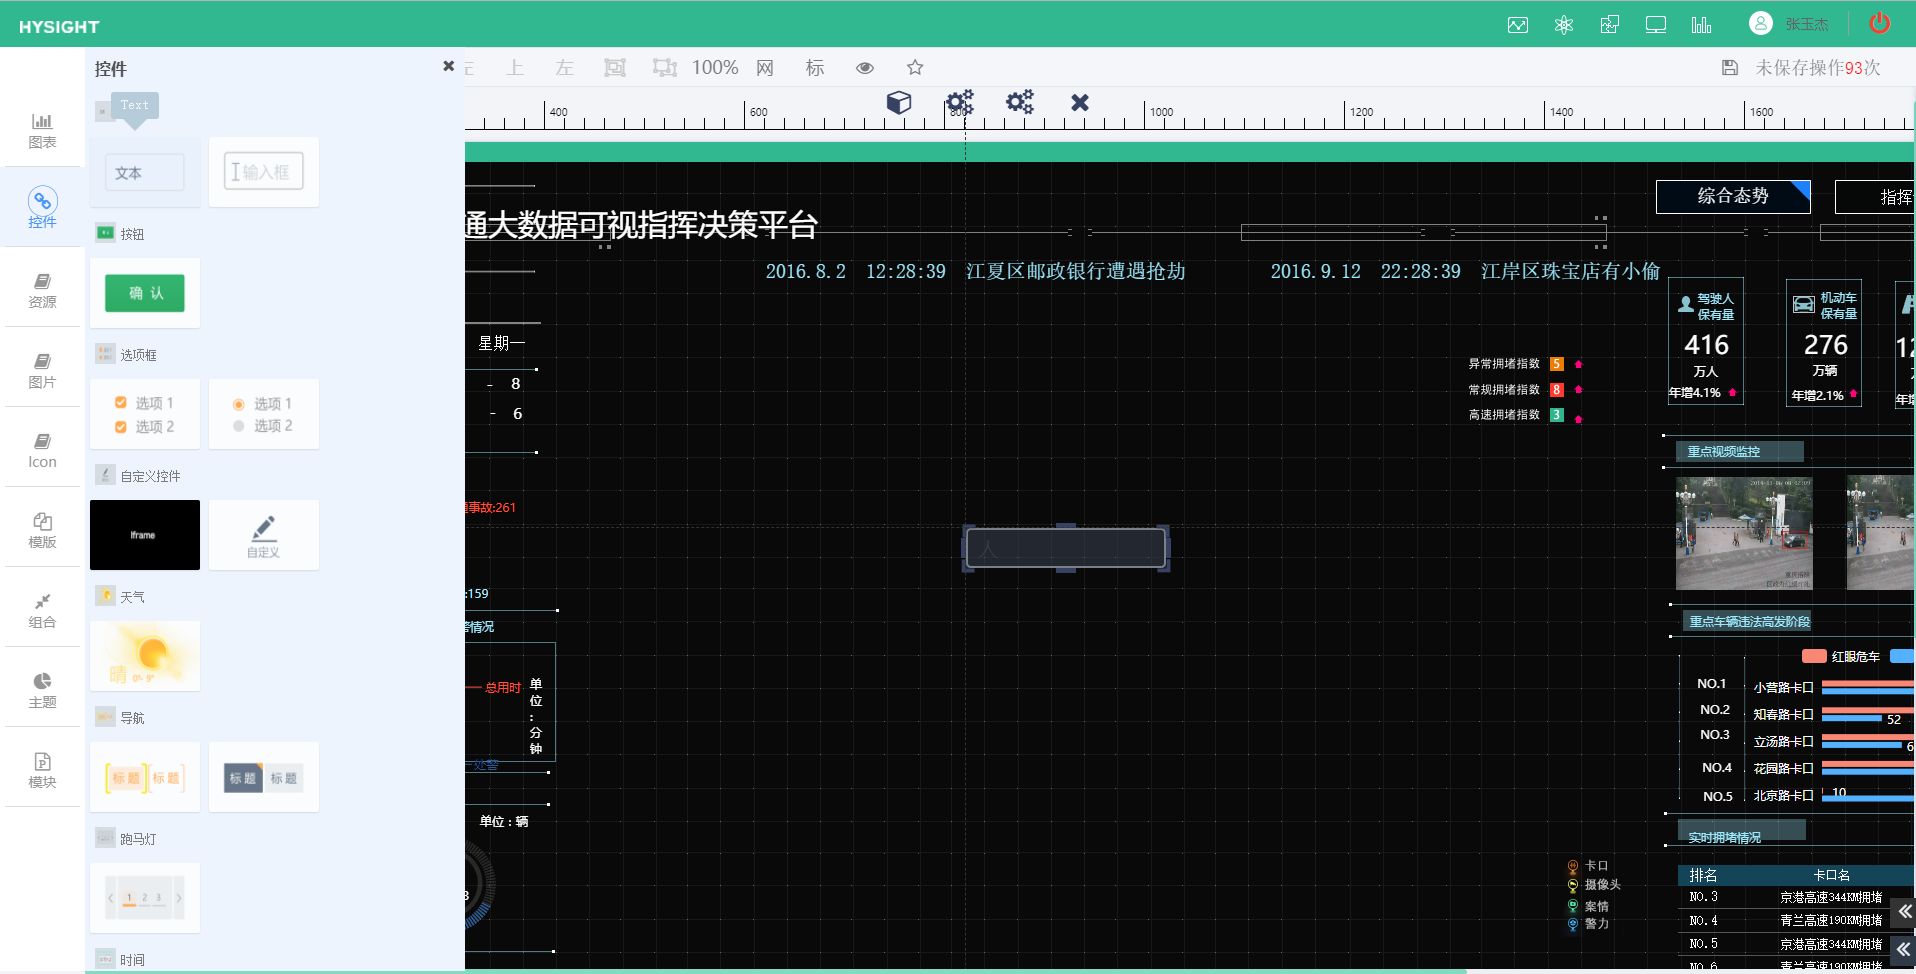 HYSIGHT
张玉杰
控件
上
左
100%
网
标
未保存操作93次
Text
400
600
800
1000
1200
1400
1600
图表
控件
资源
图片
Icon
模版
组合
主题
模块
文本
输入框
按钮
确 认
选项框
选项 1
选项 2
选项 1
选项 2
自定义控件
Iframe
自定义
天气
晴
0°- 9°
导航
标 题
标 题
标 题
标 题
跑马灯
1 2 3
时间
通大数据可视指挥决策平台
综合态势
指挥
2016.8.2 12:28:39 江夏区邮政银行遭遇抢劫
2016.9.12 22:28:39 江岸区珠宝店有小偷
星期一
- 8
- 6
事故:261
:159
情况
总用时
单位:分钟
处警
单位：辆
3
人
异常拥堵指数 5
常规拥堵指数 8
高速拥堵指数 3
驾驶人
保有量
416
万人
年增4.1%
机动车
保有量
276
万辆
年增2.1%
12
年增
重点视频监控
重点车辆违法高发阶段
红眼危车
NO.1 小营路卡口
NO.2 知春路卡口 52
NO.3 立汤路卡口 6
NO.4 花园路卡口
NO.5 北京路卡口 10
实时拥堵情况
排名 卡口名
NO.3 京港高速344KM拥堵
NO.4 青兰高速190KM拥堵
NO.5 京港高速344KM拥堵
NO.6 青兰高速190KM拥堵
卡口
摄像头
案情
警力